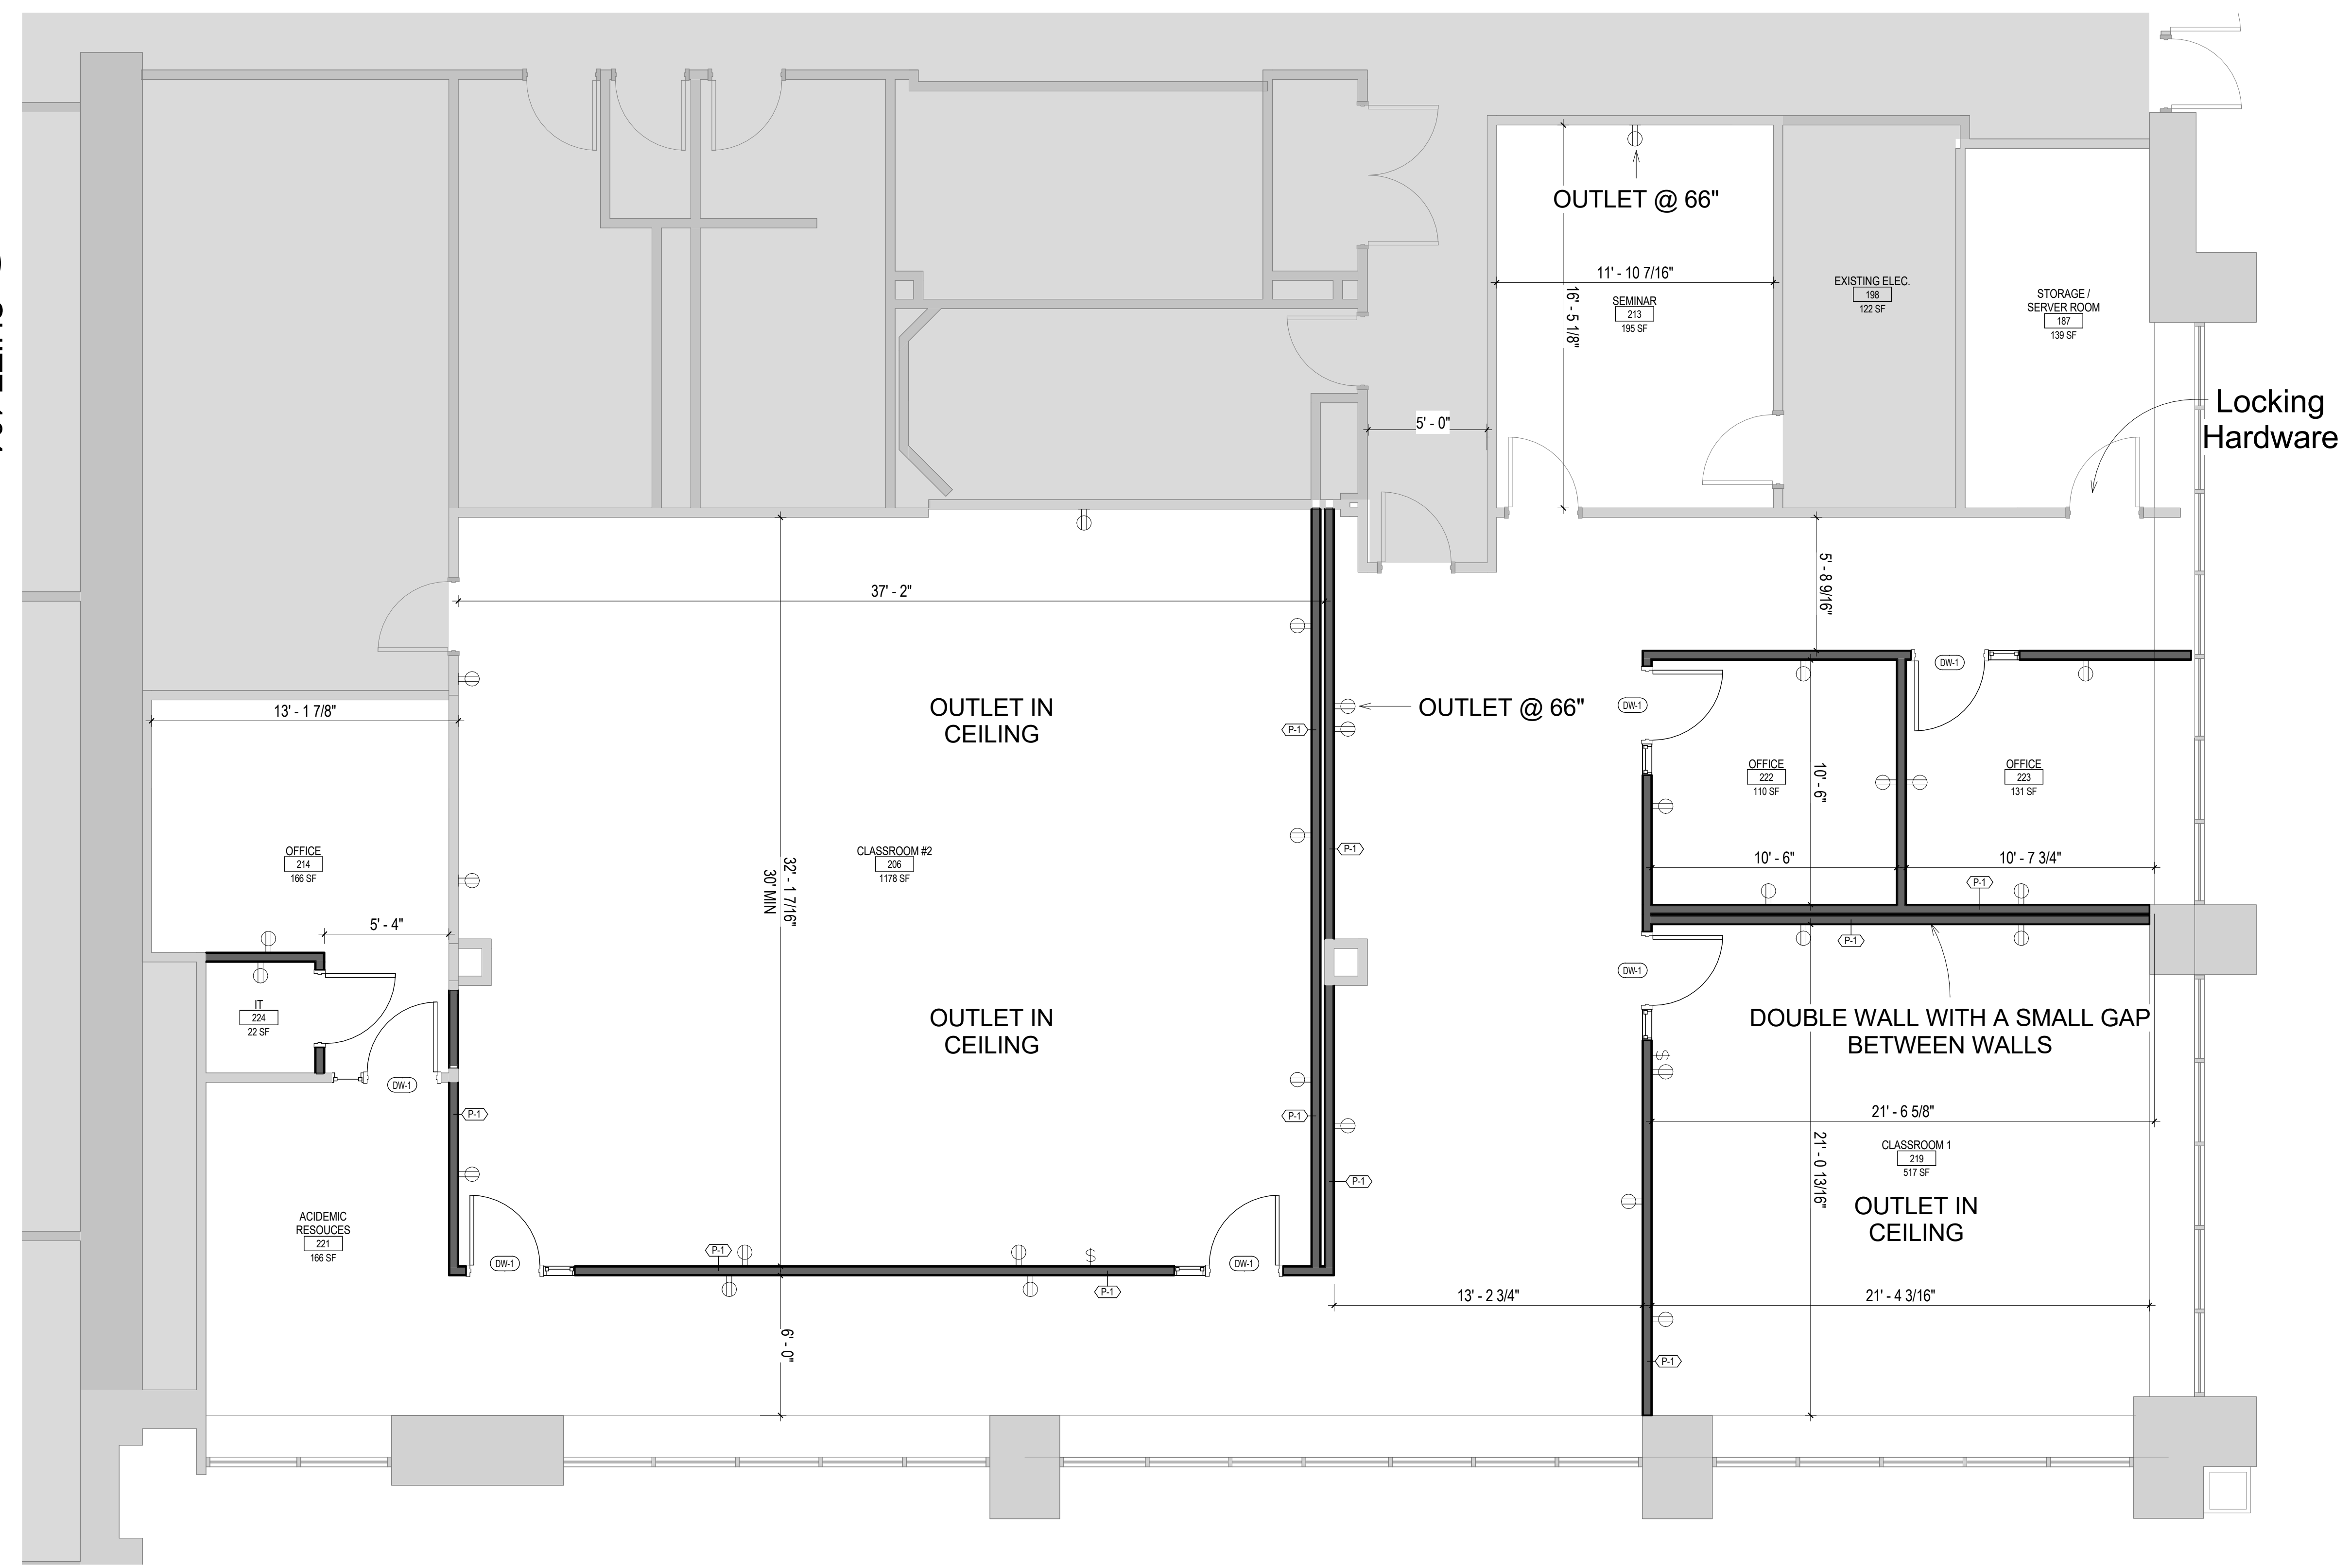 OUTLET @ 66"
11' - 10 7/16"
16' - 5 1/8"
SEMINAR
213
195 SF
EXISTING ELEC.
198
122 SF
STORAGE /
SERVER ROOM
187
139 SF
Locking
Hardware
5' - 0"
5' - 8 9/16"
37' - 2"
13' - 1 7/8"
OUTLET IN
CEILING
P-1
OUTLET @ 66"
DW-1
DW-1
OFFICE
222
110 SF
10' - 6"
OFFICE
223
131 SF
OFFICE
214
166 SF
CLASSROOM #2
206
1178 SF
32' - 1 7/16"
30' MIN
P-1
10' - 6"
10' - 7 3/4"
P-1
5' - 4"
P-1
DW-1
IT
224
22 SF
OUTLET IN
CEILING
DOUBLE WALL WITH A SMALL GAP
BETWEEN WALLS
DW-1
P-1
P-1
21' - 6 5/8"
21' - 0 13/16"
CLASSROOM 1
219
517 SF
P-1
OUTLET IN
CEILING
ACIDEMIC
RESOUCES
221
166 SF
DW-1
P-1
$
DW-1
P-1
$
13' - 2 3/4"
21' - 4 3/16"
6' - 0"
P-1